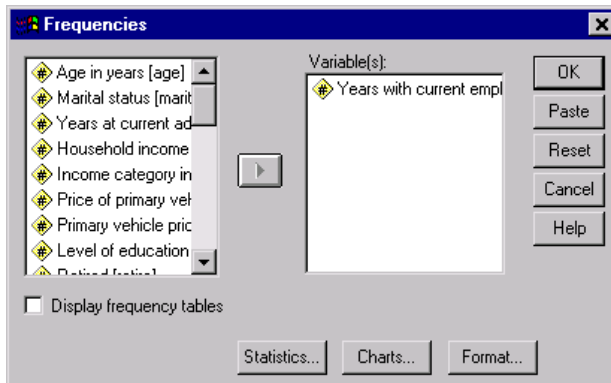 Frequencies
Age in years [age]
Marital status [marit
Years at current ad
Household income
Income category in
Price of primary veh
Primary vehicle pric
Level of education
Retired [retire]
Variable(s):
Years with current empl
OK
Paste
Reset
Cancel
Help
Display frequency tables
Statistics...
Charts...
Format...